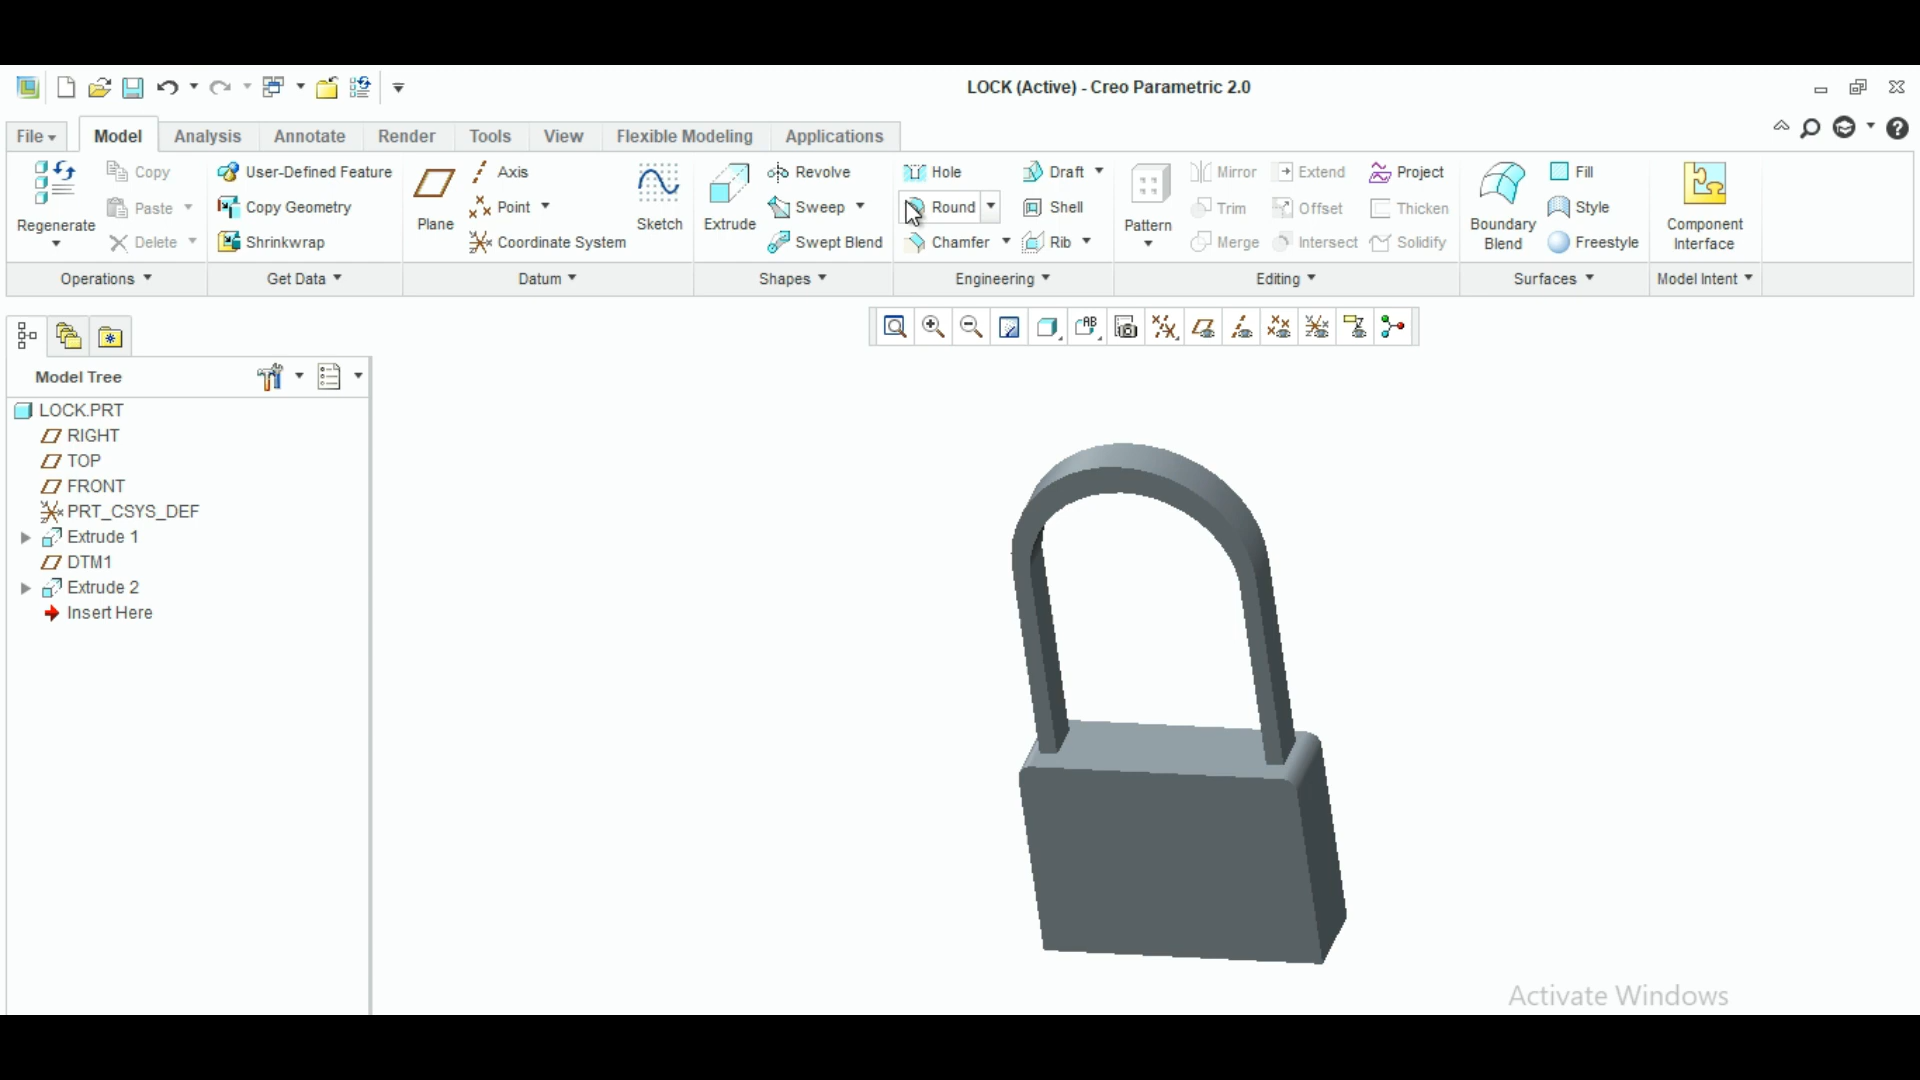 LOCK (Active) - Creo Parametric 2.0
File Model Analysis Annotate Render Tools View Flexible Modeling Applications
Regenerate
Copy
Paste
Delete
Operations
User-Defined Feature
Copy Geometry
Shrinkwrap
Get Data
Plane
Axis
Point
Coordinate System
Sketch
Datum
Extrude
Revolve
Sweep
Swept Blend
Shapes
Hole
Round
Chamfer
Draft
Shell
Rib
Engineering
Pattern
Mirror
Trim
Merge
Extend
Offset
Intersect
Project
Thicken
Solidify
Editing
Boundary
Blend
Fill
Style
Freestyle
Surfaces
Component
Interface
Model Intent
Model Tree
LOCK.PRT
RIGHT
TOP
FRONT
PRT_CSYS_DEF
Extrude 1
DTM1
Extrude 2
Insert Here
Activate Windows